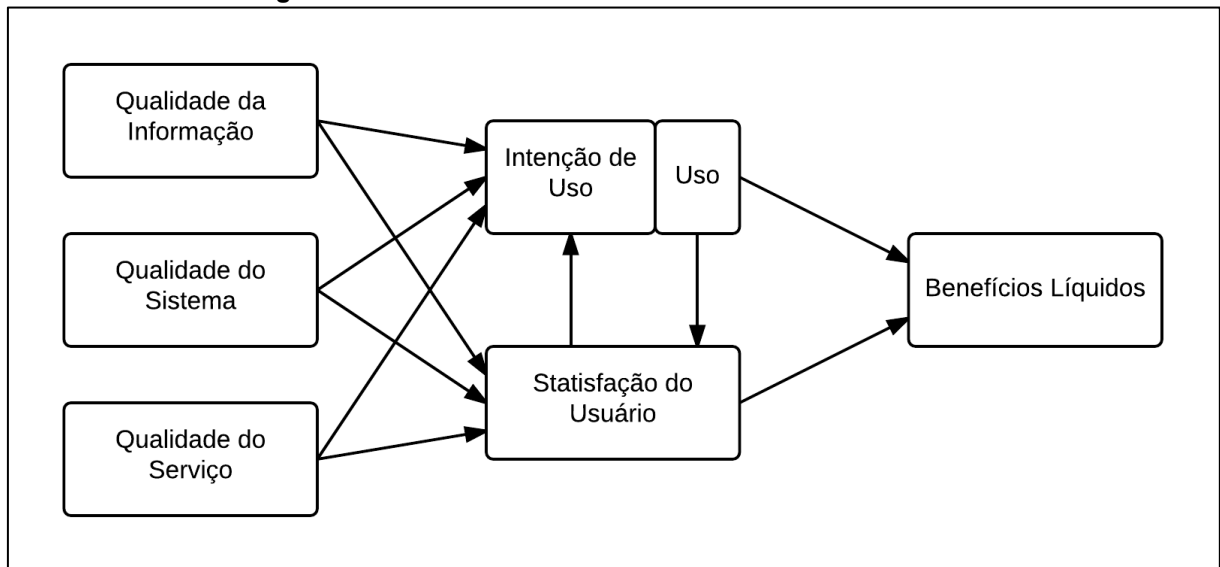 Qualidade da
Informação
Intenção de
Uso
Uso
Qualidade do
Sistema
Benefícios Líquidos
Statisfação do
Usuário
Qualidade do
Serviço